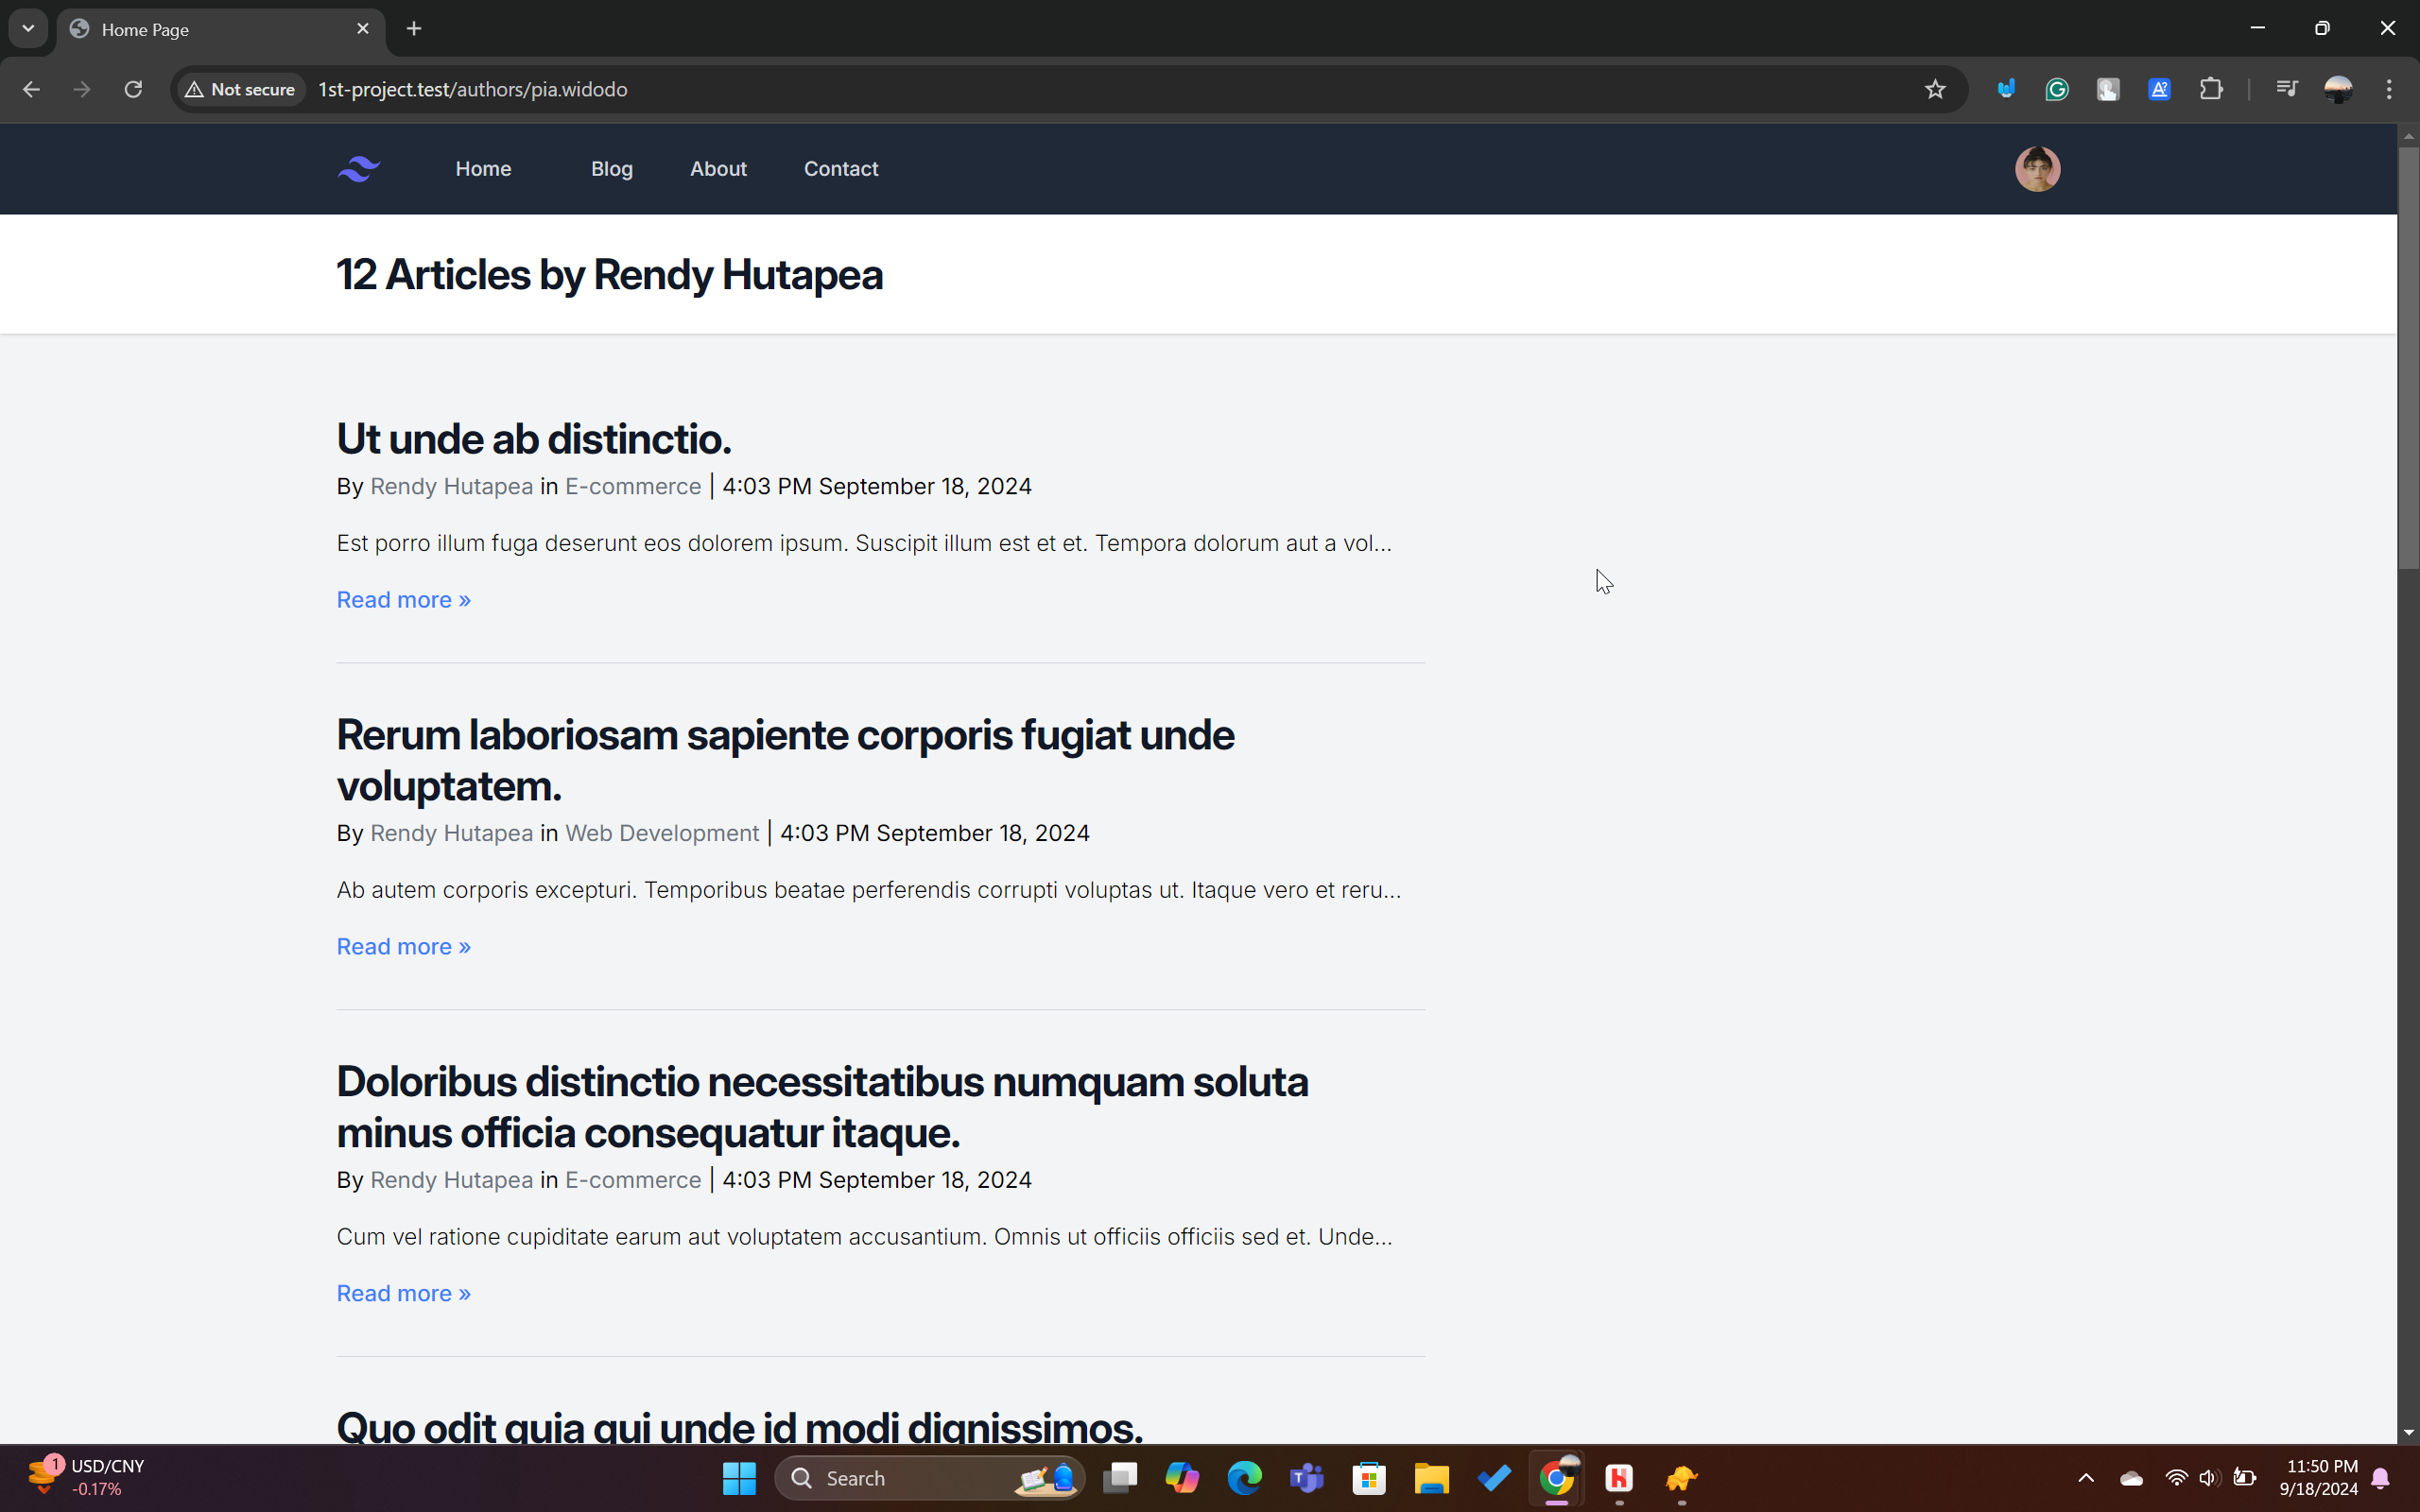 Home Page
Not secure
1st-project.test/authors/pia.widodo
Home
Blog
About
Contact
12 Articles by Rendy Hutapea
Ut unde ab distinctio.
By Rendy Hutapea in E-commerce | 4:03 PM September 18, 2024
Est porro illum fuga deserunt eos dolorem ipsum. Suscipit illum est et et. Tempora dolorum aut a vol...
Read more »
Rerum laboriosam sapiente corporis fugiat unde
voluptatem.
By Rendy Hutapea in Web Development | 4:03 PM September 18, 2024
Ab autem corporis excepturi. Temporibus beatae perferendis corrupti voluptas ut. Itaque vero et reru...
Read more »
Doloribus distinctio necessitatibus numquam soluta
minus officia consequatur itaque.
By Rendy Hutapea in E-commerce | 4:03 PM September 18, 2024
Cum vel ratione cupiditate earum aut voluptatem accusantium. Omnis ut officiis officiis sed et. Unde...
Read more »
Quo odit quia qui unde id modi dignissimos.
1
USD/CNY
-0.17%
Search
11:50 PM
9/18/2024